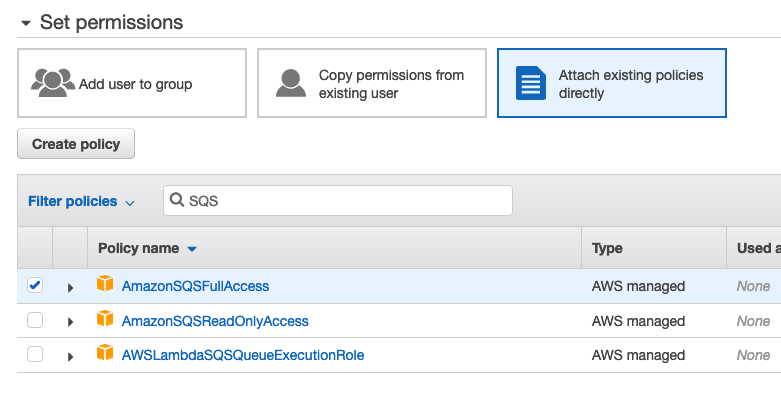 Set permissions
Add user to group
Copy permissions from
existing user
Attach existing policies
directly
Create policy
Filter policies
SQS
Policy name
Type
Used a
AmazonSQSFullAccess
AWS managed
None
AmazonSQSReadOnlyAccess
AWS managed
None
AWSLambdaSQSQueueExecutionRole
AWS managed
None